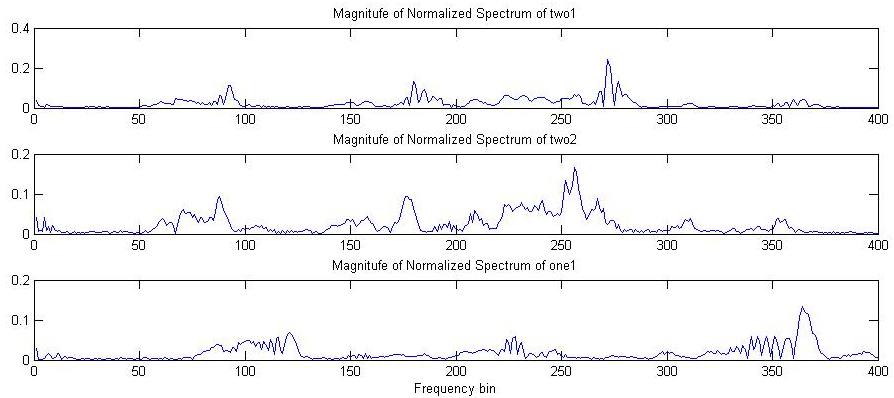 Magnitufe of Normalized Spectrum of two1
0.4
0.2
0
0 50 100 150 200 250 300 350 400
Magnitufe of Normalized Spectrum of two2
0.2
0.1
0
0 50 100 150 200 250 300 350 400
Magnitufe of Normalized Spectrum of one1
0.2
0.1
0
0 50 100 150 200 250 300 350 400
Frequency bin